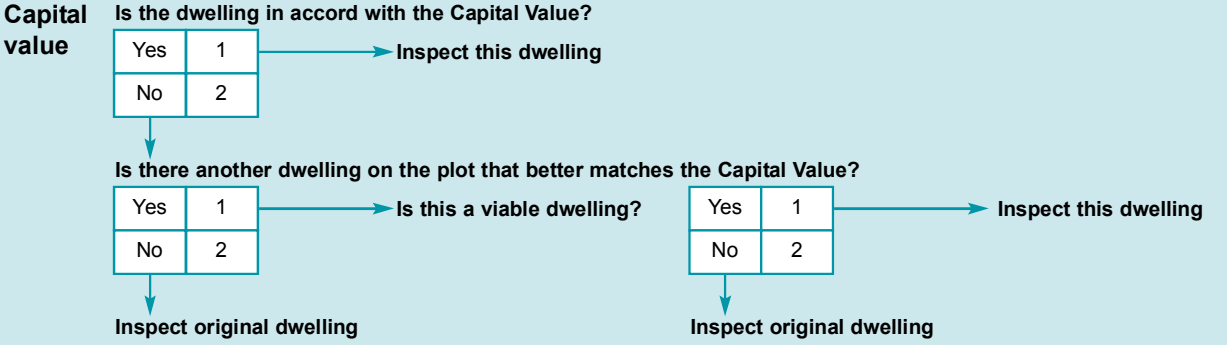 Capital value
Is the dwelling in accord with the Capital Value?
Yes 1
Inspect this dwelling
No 2
Is there another dwelling on the plot that better matches the Capital Value?
Yes 1
Is this a viable dwelling?
Yes 1
Inspect this dwelling
No 2
No 2
Inspect original dwelling
Inspect original dwelling